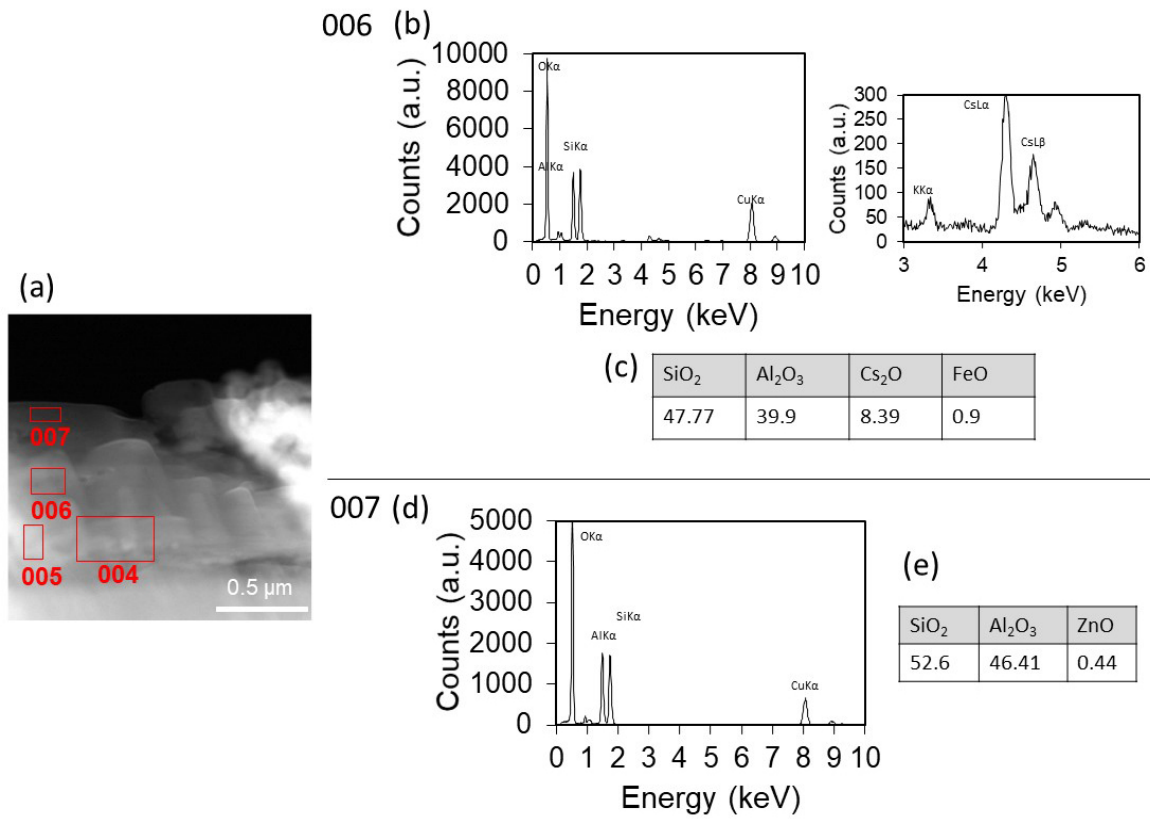 006 (b)
10000
8000
6000
4000
2000
0
Counts (a.u.)
OKα
AlKα
SiKα
CuKα
0 1 2 3 4 5 6 7 8 9 10
Energy (keV)
300
250
200
150
100
50
0
Counts (a.u.)
CsLα
CsLβ
KKα
3 4 5 6
Energy (keV)
(a)
007
006
005
004
0.5 µm
(c)
SiO₂ Al₂O₃ Cs₂O FeO
47.77 39.9 8.39 0.9
007 (d)
5000
4000
3000
2000
1000
0
Counts (a.u.)
OKα
AlKα
SiKα
CuKα
0 1 2 3 4 5 6 7 8 9 10
Energy (keV)
(e)
SiO₂ Al₂O₃ ZnO
52.6 46.41 0.44